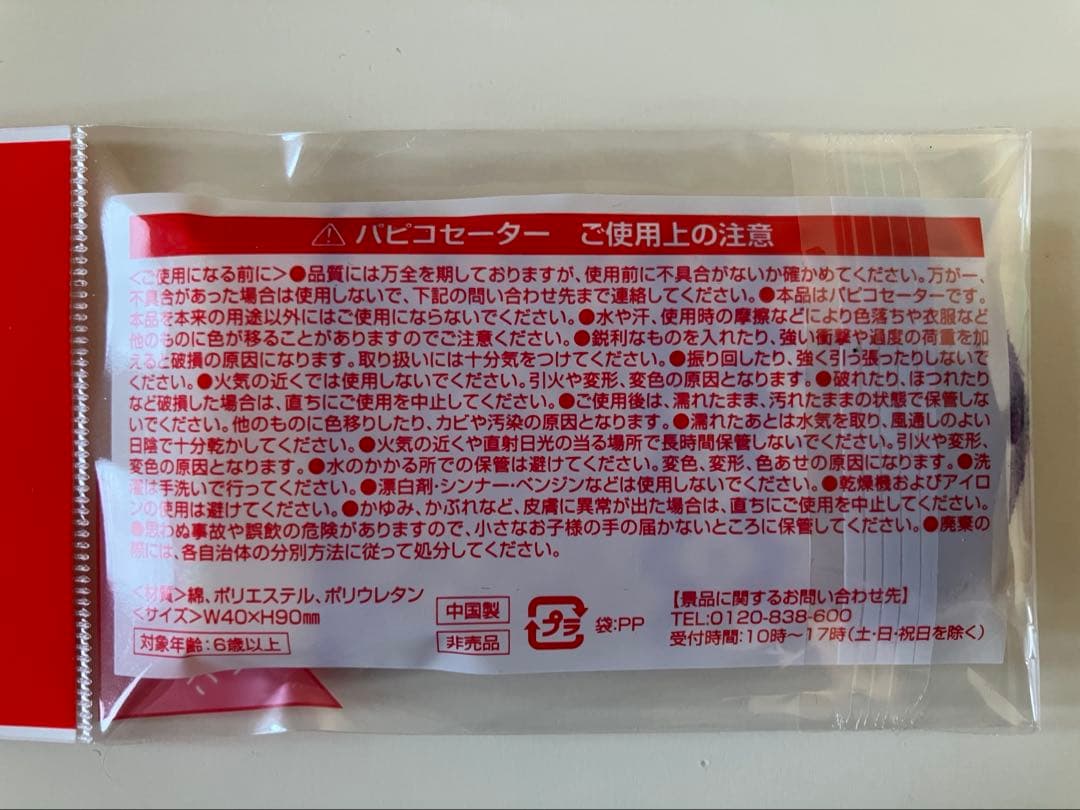 ⚠ パピコセーター ご使用上の注意
<ご使用になる前に>●品質には万全を期しておりますが、使用前に不具合がないか確かめてください。万が一、
不具合があった場合は使用しないで、下記の問い合わせ先まで連絡してください。●本品はパピコセーターです。
本品を本来の用途以外にはご使用にならないでください。●水や汗、使用時の摩擦などにより色落ちや衣服など
他のものに色が移ることがありますのでご注意ください。●鋭利なものを入れたり、強い衝撃や過度の荷重を加
えると破損の原因になります。取り扱いには十分気をつけてください。●振り回したり、強く引っ張ったりしないで
ください。●火気の近くでは使用しないでください。引火や変形、変色の原因となります。●破れたり、ほつれたり
など破損した場合は、直ちにご使用を中止してください。●ご使用後は、濡れたまま、汚れたままの状態で保管しな
いでください。他のものに色移りしたり、カビや汚染の原因となります。●濡れたあとは水気を取り、風通しのよい
日陰で十分乾かしてください。●火気の近くや直射日光の当る場所で長時間保管しないでください。引火や変形、
変色の原因となります。●水のかかる所での保管は避けてください。変色、変形、色あせの原因になります。●洗
濯は手洗いで行ってください。●漂白剤・シンナー・ベンジンなどは使用しないでください。●乾燥機およびアイロ
ンの使用は避けてください。●かゆみ、かぶれなど、皮膚に異常が出た場合は、直ちにご使用を中止してください。
●思わぬ事故や誤飲の危険がありますので、小さなお子様の手の届かないところに保管してください。●廃棄の
際には、各自治体の分別方法に従って処分してください。
<材質>綿、ポリエステル、ポリウレタン
<サイズ>W40×H90mm
対象年齢:6歳以上
中国製
非売品
プラ
袋:PP
【景品に関するお問い合わせ先】
TEL:0120-838-600
受付時間:10時〜17時(土・日・祝日を除く)